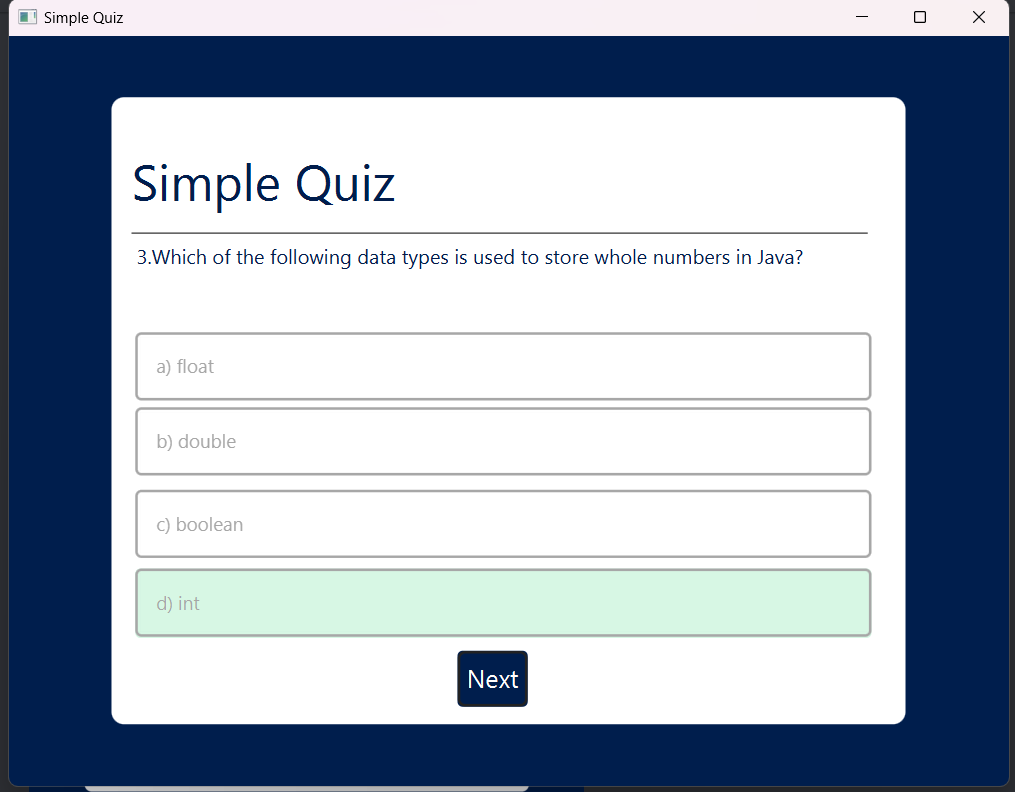 Simple Quiz
Simple Quiz
3.Which of the following data types is used to store whole numbers in Java?
a) float
b) double
c) boolean
d) int
Next